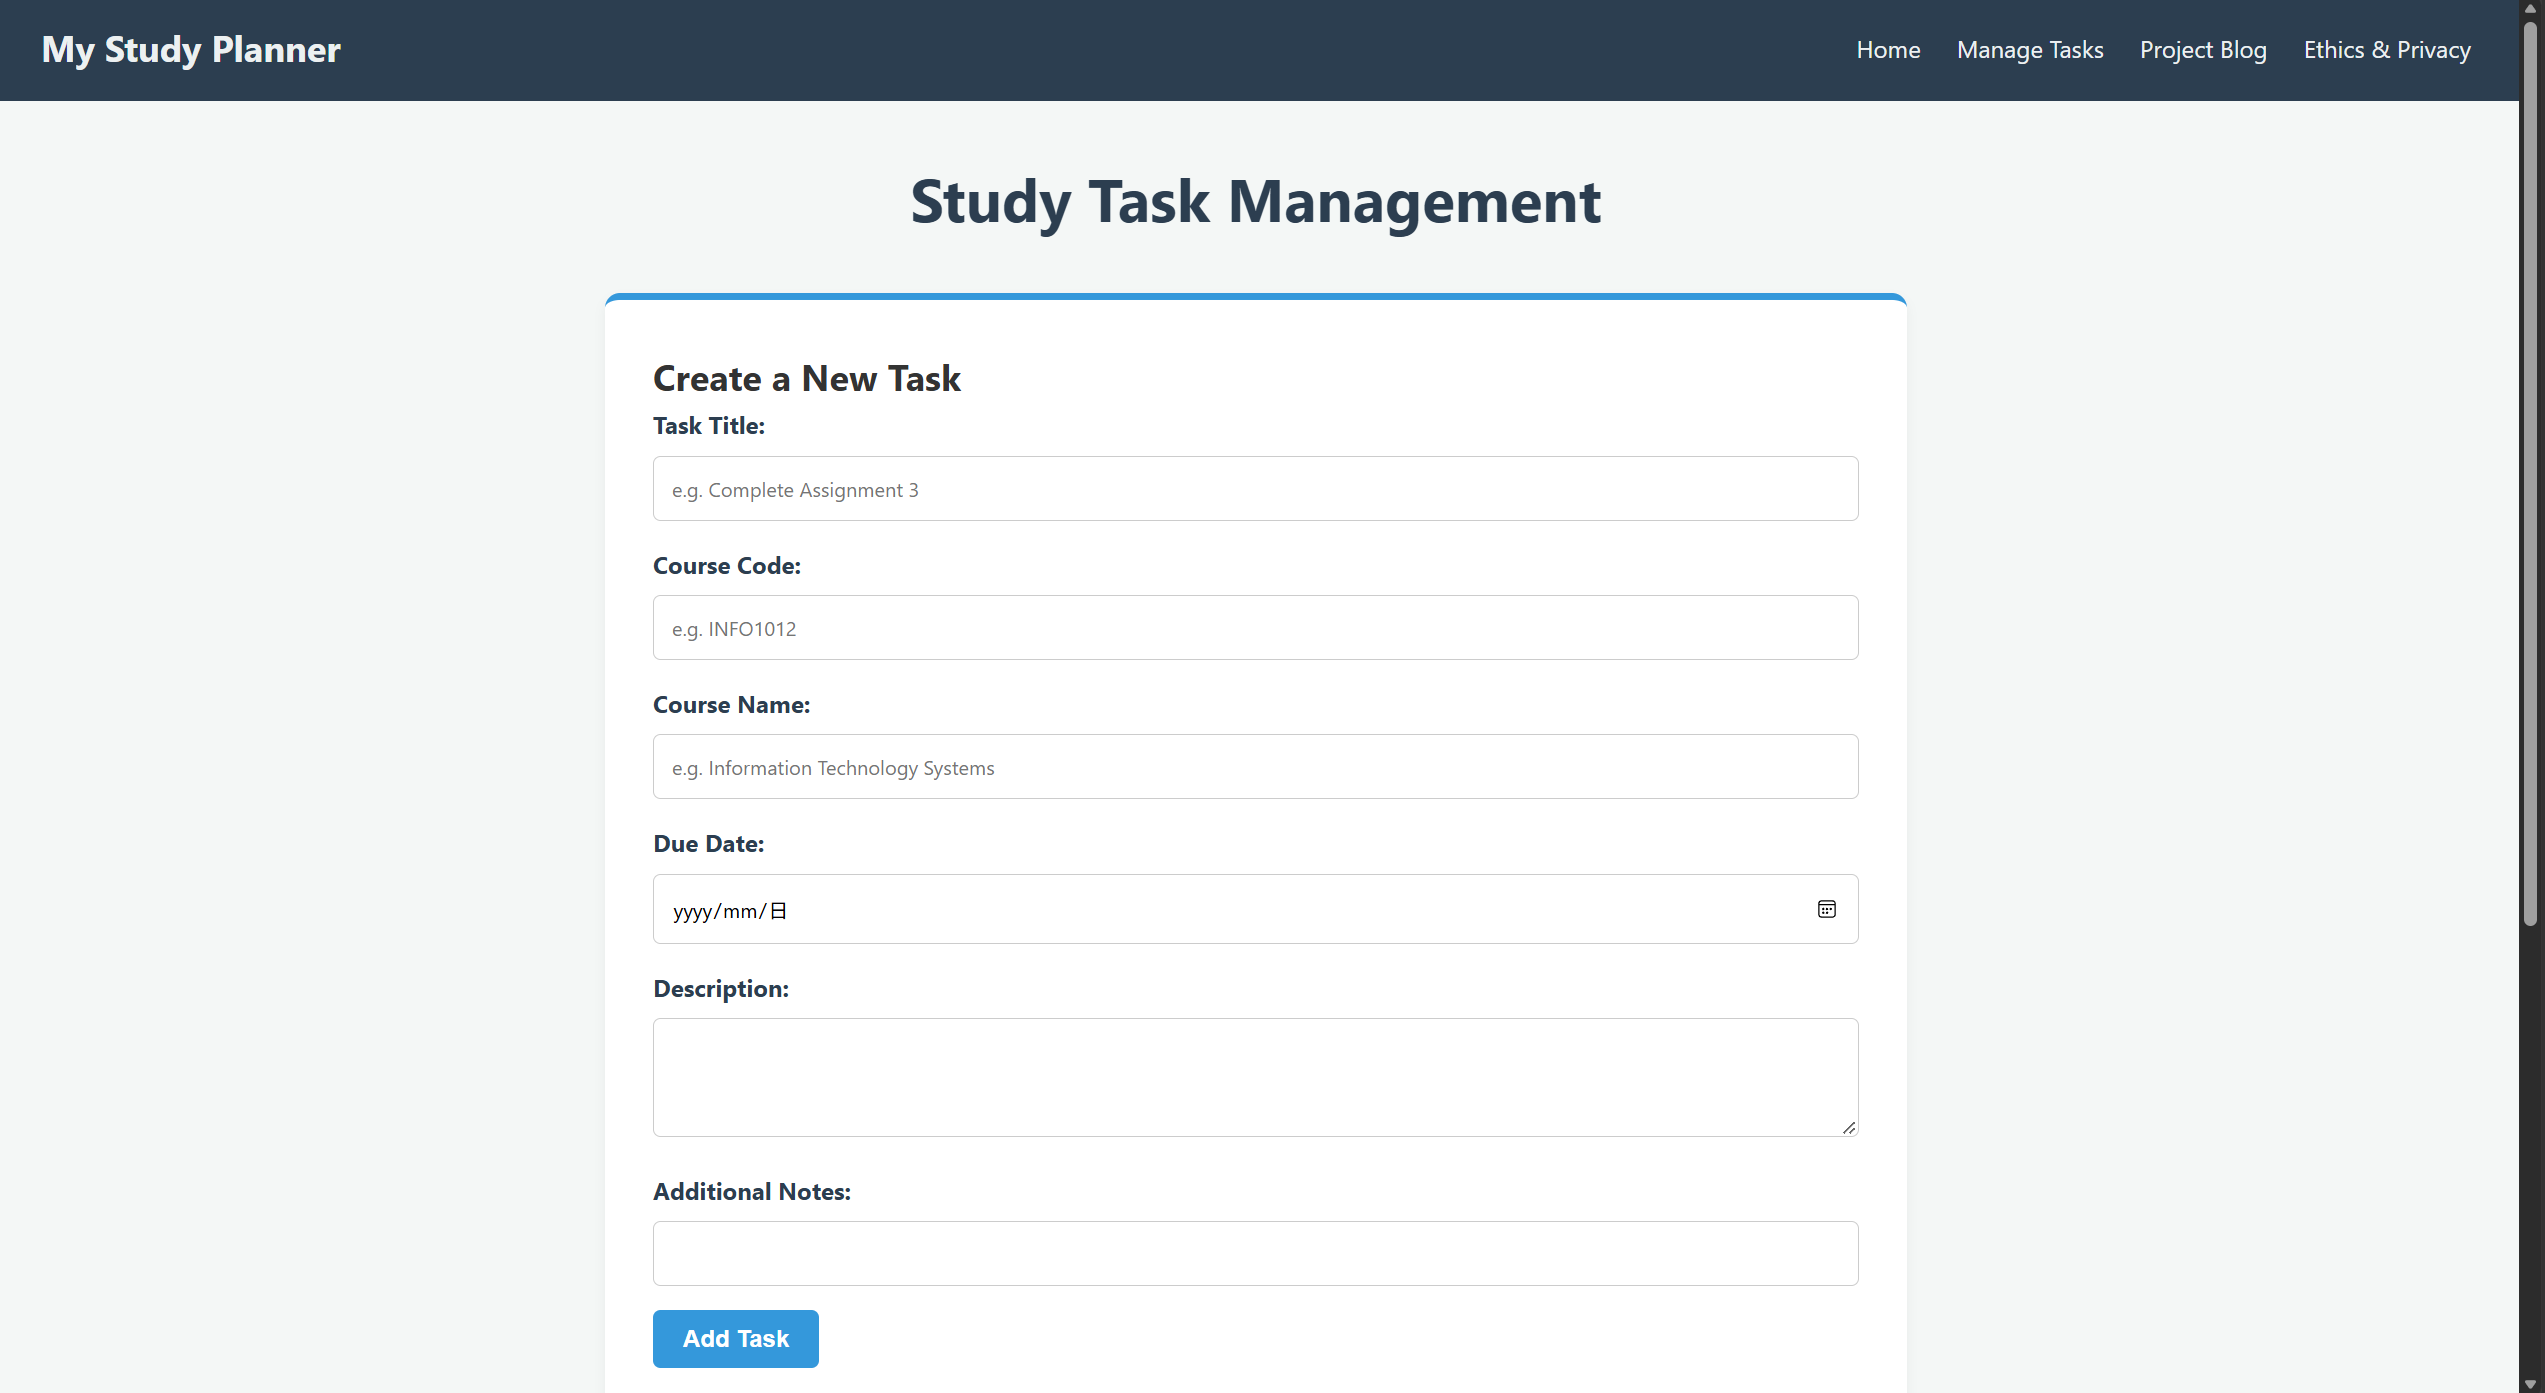 My Study Planner
Home Manage Tasks Project Blog Ethics & Privacy
Study Task Management
Create a New Task
Task Title:
e.g. Complete Assignment 3
Course Code:
e.g. INFO1012
Course Name:
e.g. Information Technology Systems
Due Date:
yyyy/mm/日
Description:
Additional Notes:
Add Task